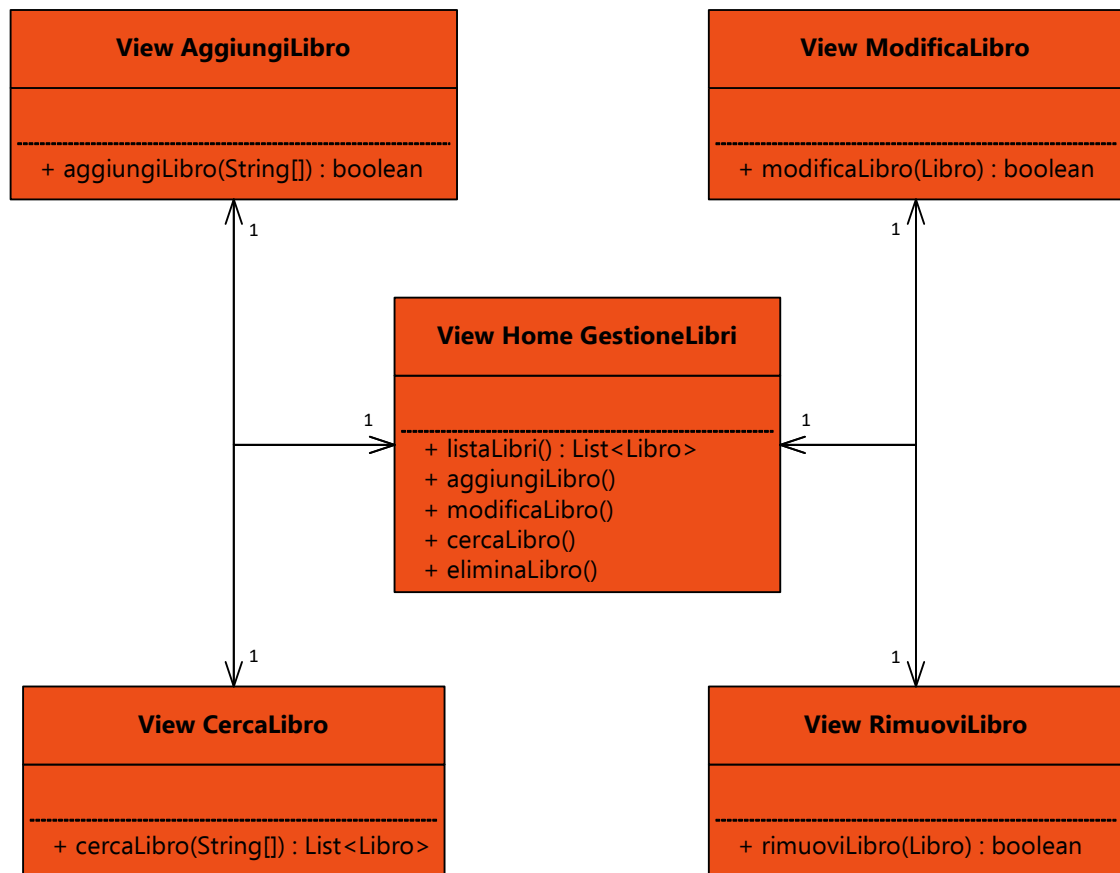 View AggiungiLibro
+ aggiungiLibro(String[]) : boolean
1
View ModificaLibro
+ modificaLibro(Libro) : boolean
1
View Home GestioneLibri
+ listaLibri() : List<Libro>
+ aggiungiLibro()
+ modificaLibro()
+ cercaLibro()
+ eliminaLibro()
1
1
1
View CercaLibro
+ cercaLibro(String[]) : List<Libro>
1
View RimuoviLibro
+ rimuoviLibro(Libro) : boolean